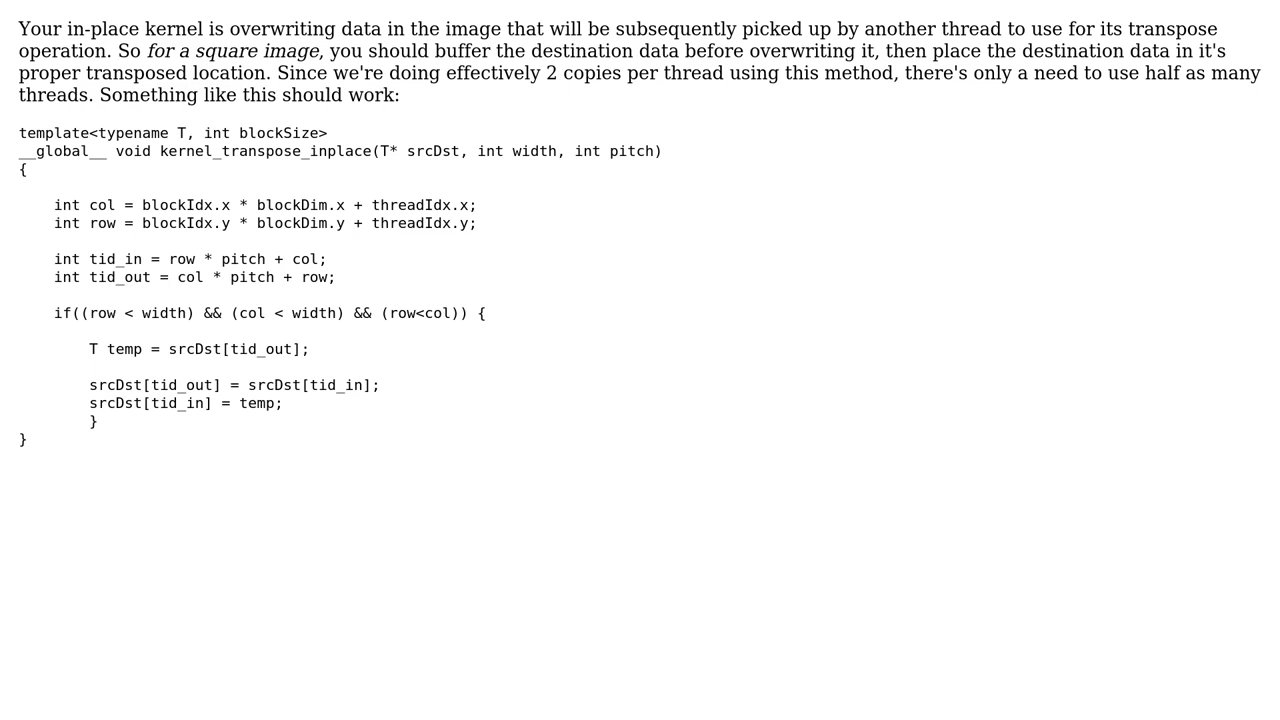 Your in-place kernel is overwriting data in the image that will be subsequently picked up by another thread to use for its transpose
operation. So for a square image, you should buffer the destination data before overwriting it, then place the destination data in it's
proper transposed location. Since we're doing effectively 2 copies per thread using this method, there's only a need to use half as many
threads. Something like this should work:
template<typename T, int blockSize>
__global__ void kernel_transpose_inplace(T* srcDst, int width, int pitch)
{
    int col = blockIdx.x * blockDim.x + threadIdx.x;
    int row = blockIdx.y * blockDim.y + threadIdx.y;
    int tid_in = row * pitch + col;
    int tid_out = col * pitch + row;
    if((row < width) && (col < width) && (row<col)) {
        T temp = srcDst[tid_out];
        srcDst[tid_out] = srcDst[tid_in];
        srcDst[tid_in] = temp;
        }
}